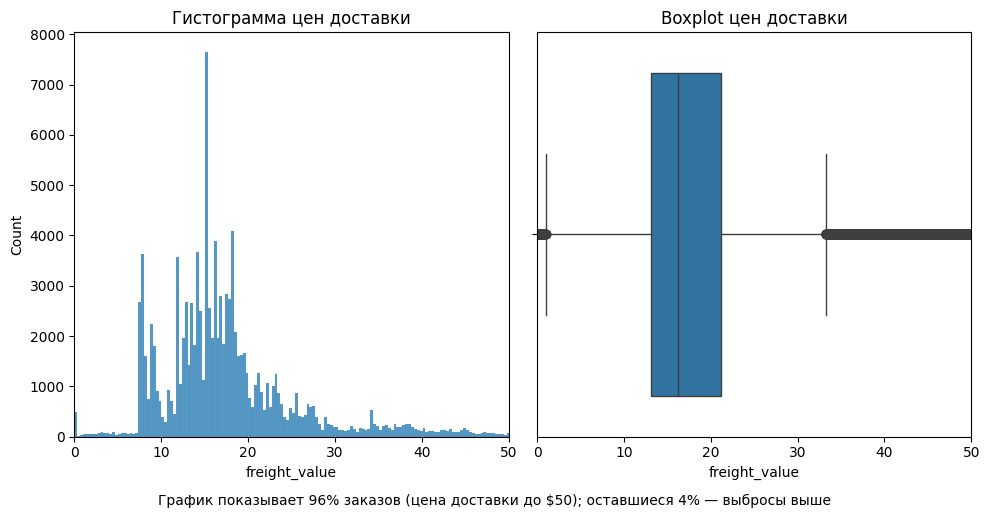 Гистограмма цен доставки
Boxplot цен доставки
8000
7000
6000
5000
4000
3000
2000
1000
0
Count
0 10 20 30 40 50
0 10 20 30 40 50
freight_value
freight_value
График показывает 96% заказов (цена доставки до $50); оставшиеся 4% — выбросы выше